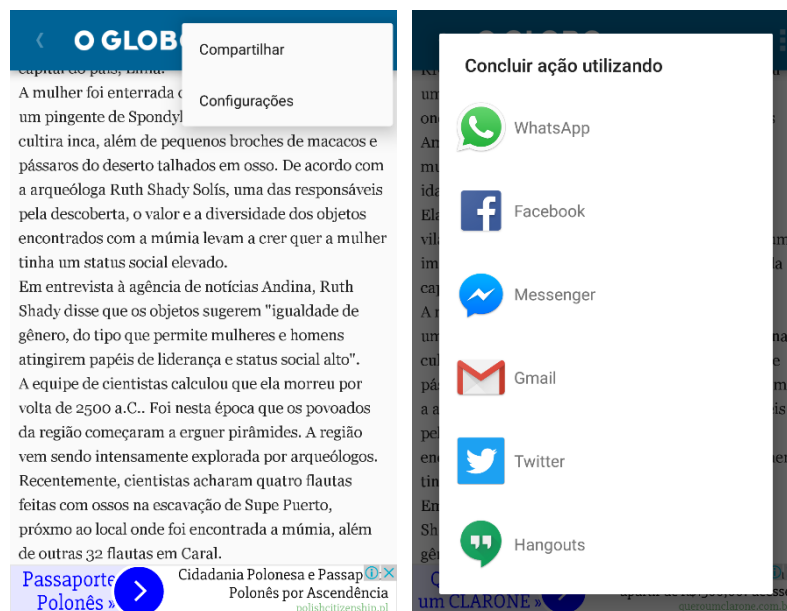 O GLOB
Compartilhar
Configurações
capital do país, Lima.
A mulher foi enterrada
um pingente de Spondyl
cultira inca, além de pequenos broches de macacos e
pássaros do deserto talhados em osso. De acordo com
a arqueóloga Ruth Shady Solís, uma das responsáveis
pela descoberta, o valor e a diversidade dos objetos
encontrados com a múmia levam a crer quer a mulher
tinha um status social elevado.
Em entrevista à agência de notícias Andina, Ruth
Shady disse que os objetos sugerem "igualdade de
gênero, do tipo que permite mulheres e homens
atingirem papéis de liderança e status social alto".
A equipe de cientistas calculou que ela morreu por
volta de 2500 a.C.. Foi nesta época que os povoados
da região começaram a erguer pirâmides. A região
vem sendo intensamente explorada por arqueólogos.
Recentemente, cientistas acharam quatro flautas
feitas com ossos na escavação de Supe Puerto,
próxmo ao local onde foi encontrada a múmia, além
de outras 32 flautas em Caral.
Passaporte
Polonês »
Cidadania Polonesa e Passap
Polonês por Ascendência
polishcitizenship.pl
Concluir ação utilizando
WhatsApp
Facebook
Messenger
Gmail
Twitter
Hangouts
um CLARONE »
queroumclarone.com.b